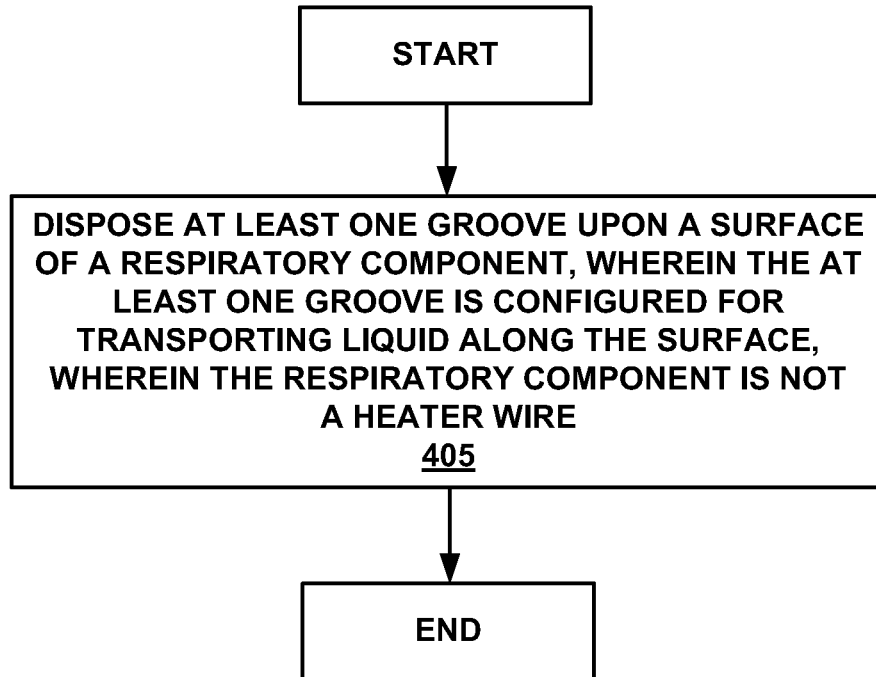 START
DISPOSE AT LEAST ONE GROOVE UPON A SURFACE
OF A RESPIRATORY COMPONENT, WHEREIN THE AT
LEAST ONE GROOVE IS CONFIGURED FOR
TRANSPORTING LIQUID ALONG THE SURFACE,
WHEREIN THE RESPIRATORY COMPONENT IS NOT
A HEATER WIRE
405
END